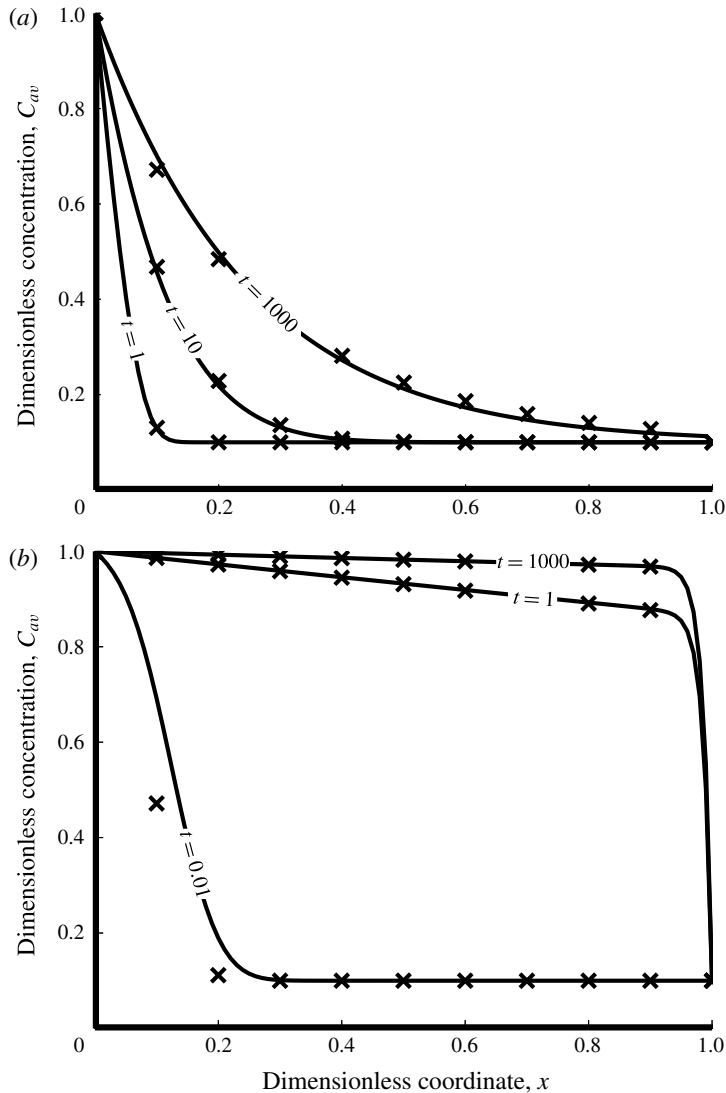 (a)
1.0
0.8
0.6
0.4
0.2
Dimensionless concentration, C_av
t = 1
t = 10
t = 1000
0 0.2 0.4 0.6 0.8 1.0
(b)
1.0
0.8
0.6
0.4
0.2
Dimensionless concentration, C_av
t = 1000
t = 1
t = 0.01
0 0.2 0.4 0.6 0.8 1.0
Dimensionless coordinate, x